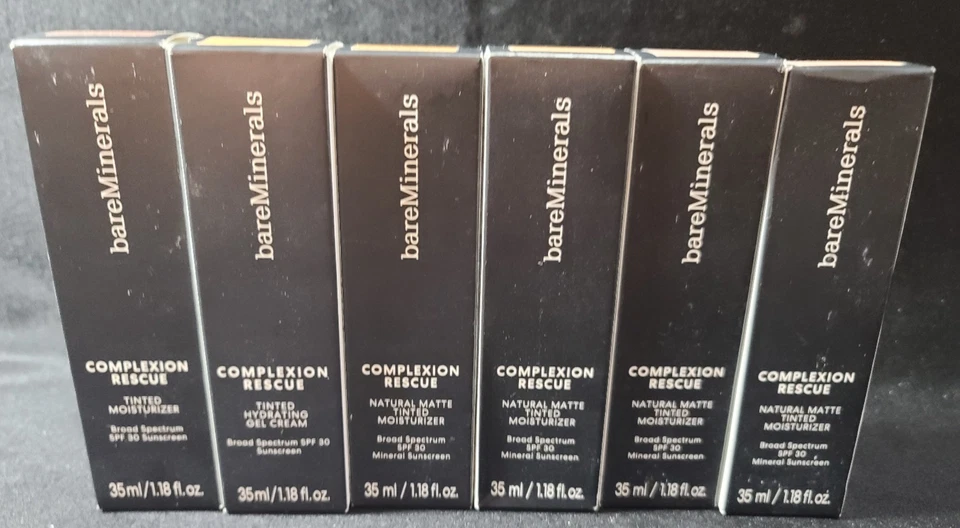 bareMinerals
COMPLEXION
RESCUE
TINTED
MOISTURIZER
Broad Spectrum
SPF 30 Sunscreen
35ml/1.18 fl.oz.
bareMinerals
COMPLEXION
RESCUE
TINTED
HYDRATING
GEL CREAM
Broad Spectrum SPF 30
Sunscreen
35ml/1.18 fl.oz.
bareMinerals
COMPLEXION
RESCUE
NATURAL MATTE
TINTED
MOISTURIZER
Broad Spectrum
SPF 30
Mineral Sunscreen
35 ml / 1.18 fl.oz.
bareMinerals
COMPLEXION
RESCUE
NATURAL MATTE
TINTED
MOISTURIZER
Broad Spectrum
SPF 30
Mineral Sunscreen
35 ml / 1.18 fl.oz.
bareMinerals
COMPLEXION
RESCUE
NATURAL MATTE
TINTED
MOISTURIZER
Broad Spectrum
SPF 30
Mineral Sunscreen
35 ml / 1.18 fl.oz.
bareMinerals
COMPLEXION
RESCUE
NATURAL MATTE
TINTED
MOISTURIZER
Broad Spectrum
SPF 30
Mineral Sunscreen
35 ml / 1.18 fl.oz.